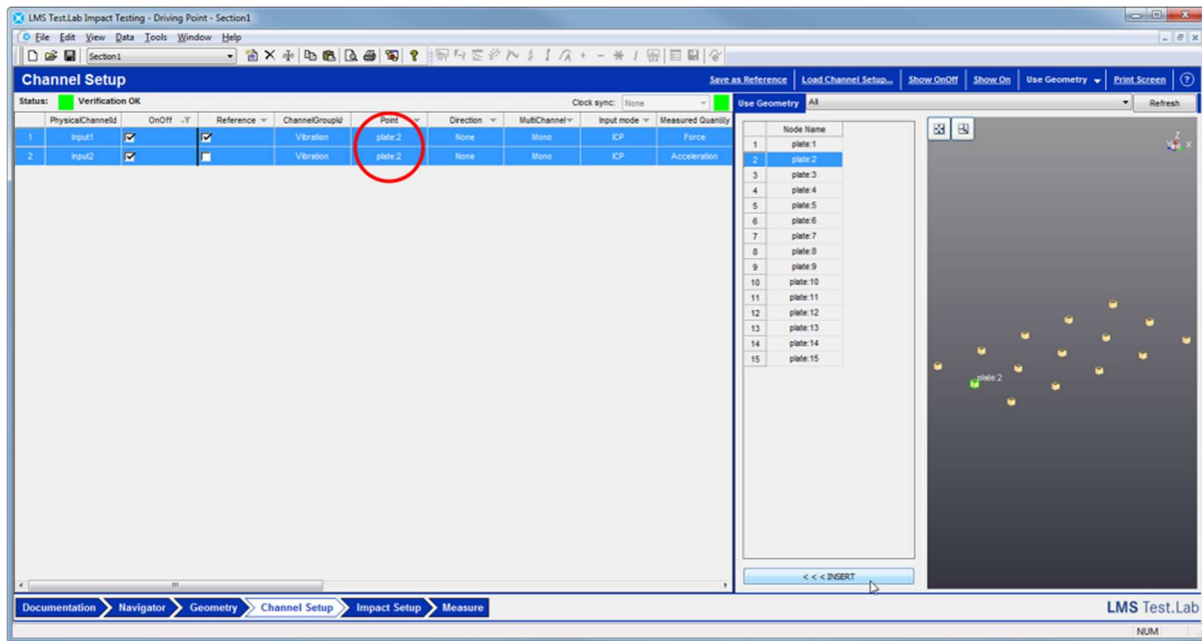 LMS Test.Lab Impact Testing - Driving Point - Section1
File Edit View Data Tools Window Help
Section1
Channel Setup
Save as Reference Load Channel Setup... Show OnOff Show On Use Geometry Print Screen
Status: Verification OK Clock sync: None
Use Geometry All Refresh
PhysicalChannelId OnOff Reference ChannelGroupId Point Direction MultiChannel Input mode Measured Quantity
1 Input1 Vibration plate:2 None Mono ICP Force
2 Input2 Vibration plate:2 None Mono ICP Acceleration
Node Name
1 plate:1
2 plate:2
3 plate:3
4 plate:4
5 plate:5
6 plate:6
7 plate:7
8 plate:8
9 plate:9
10 plate:10
11 plate:11
12 plate:12
13 plate:13
14 plate:14
15 plate:15
Z
X
plate:2
< < < INSERT
Documentation Navigator Geometry Channel Setup Impact Setup Measure
LMS Test.Lab
NUM